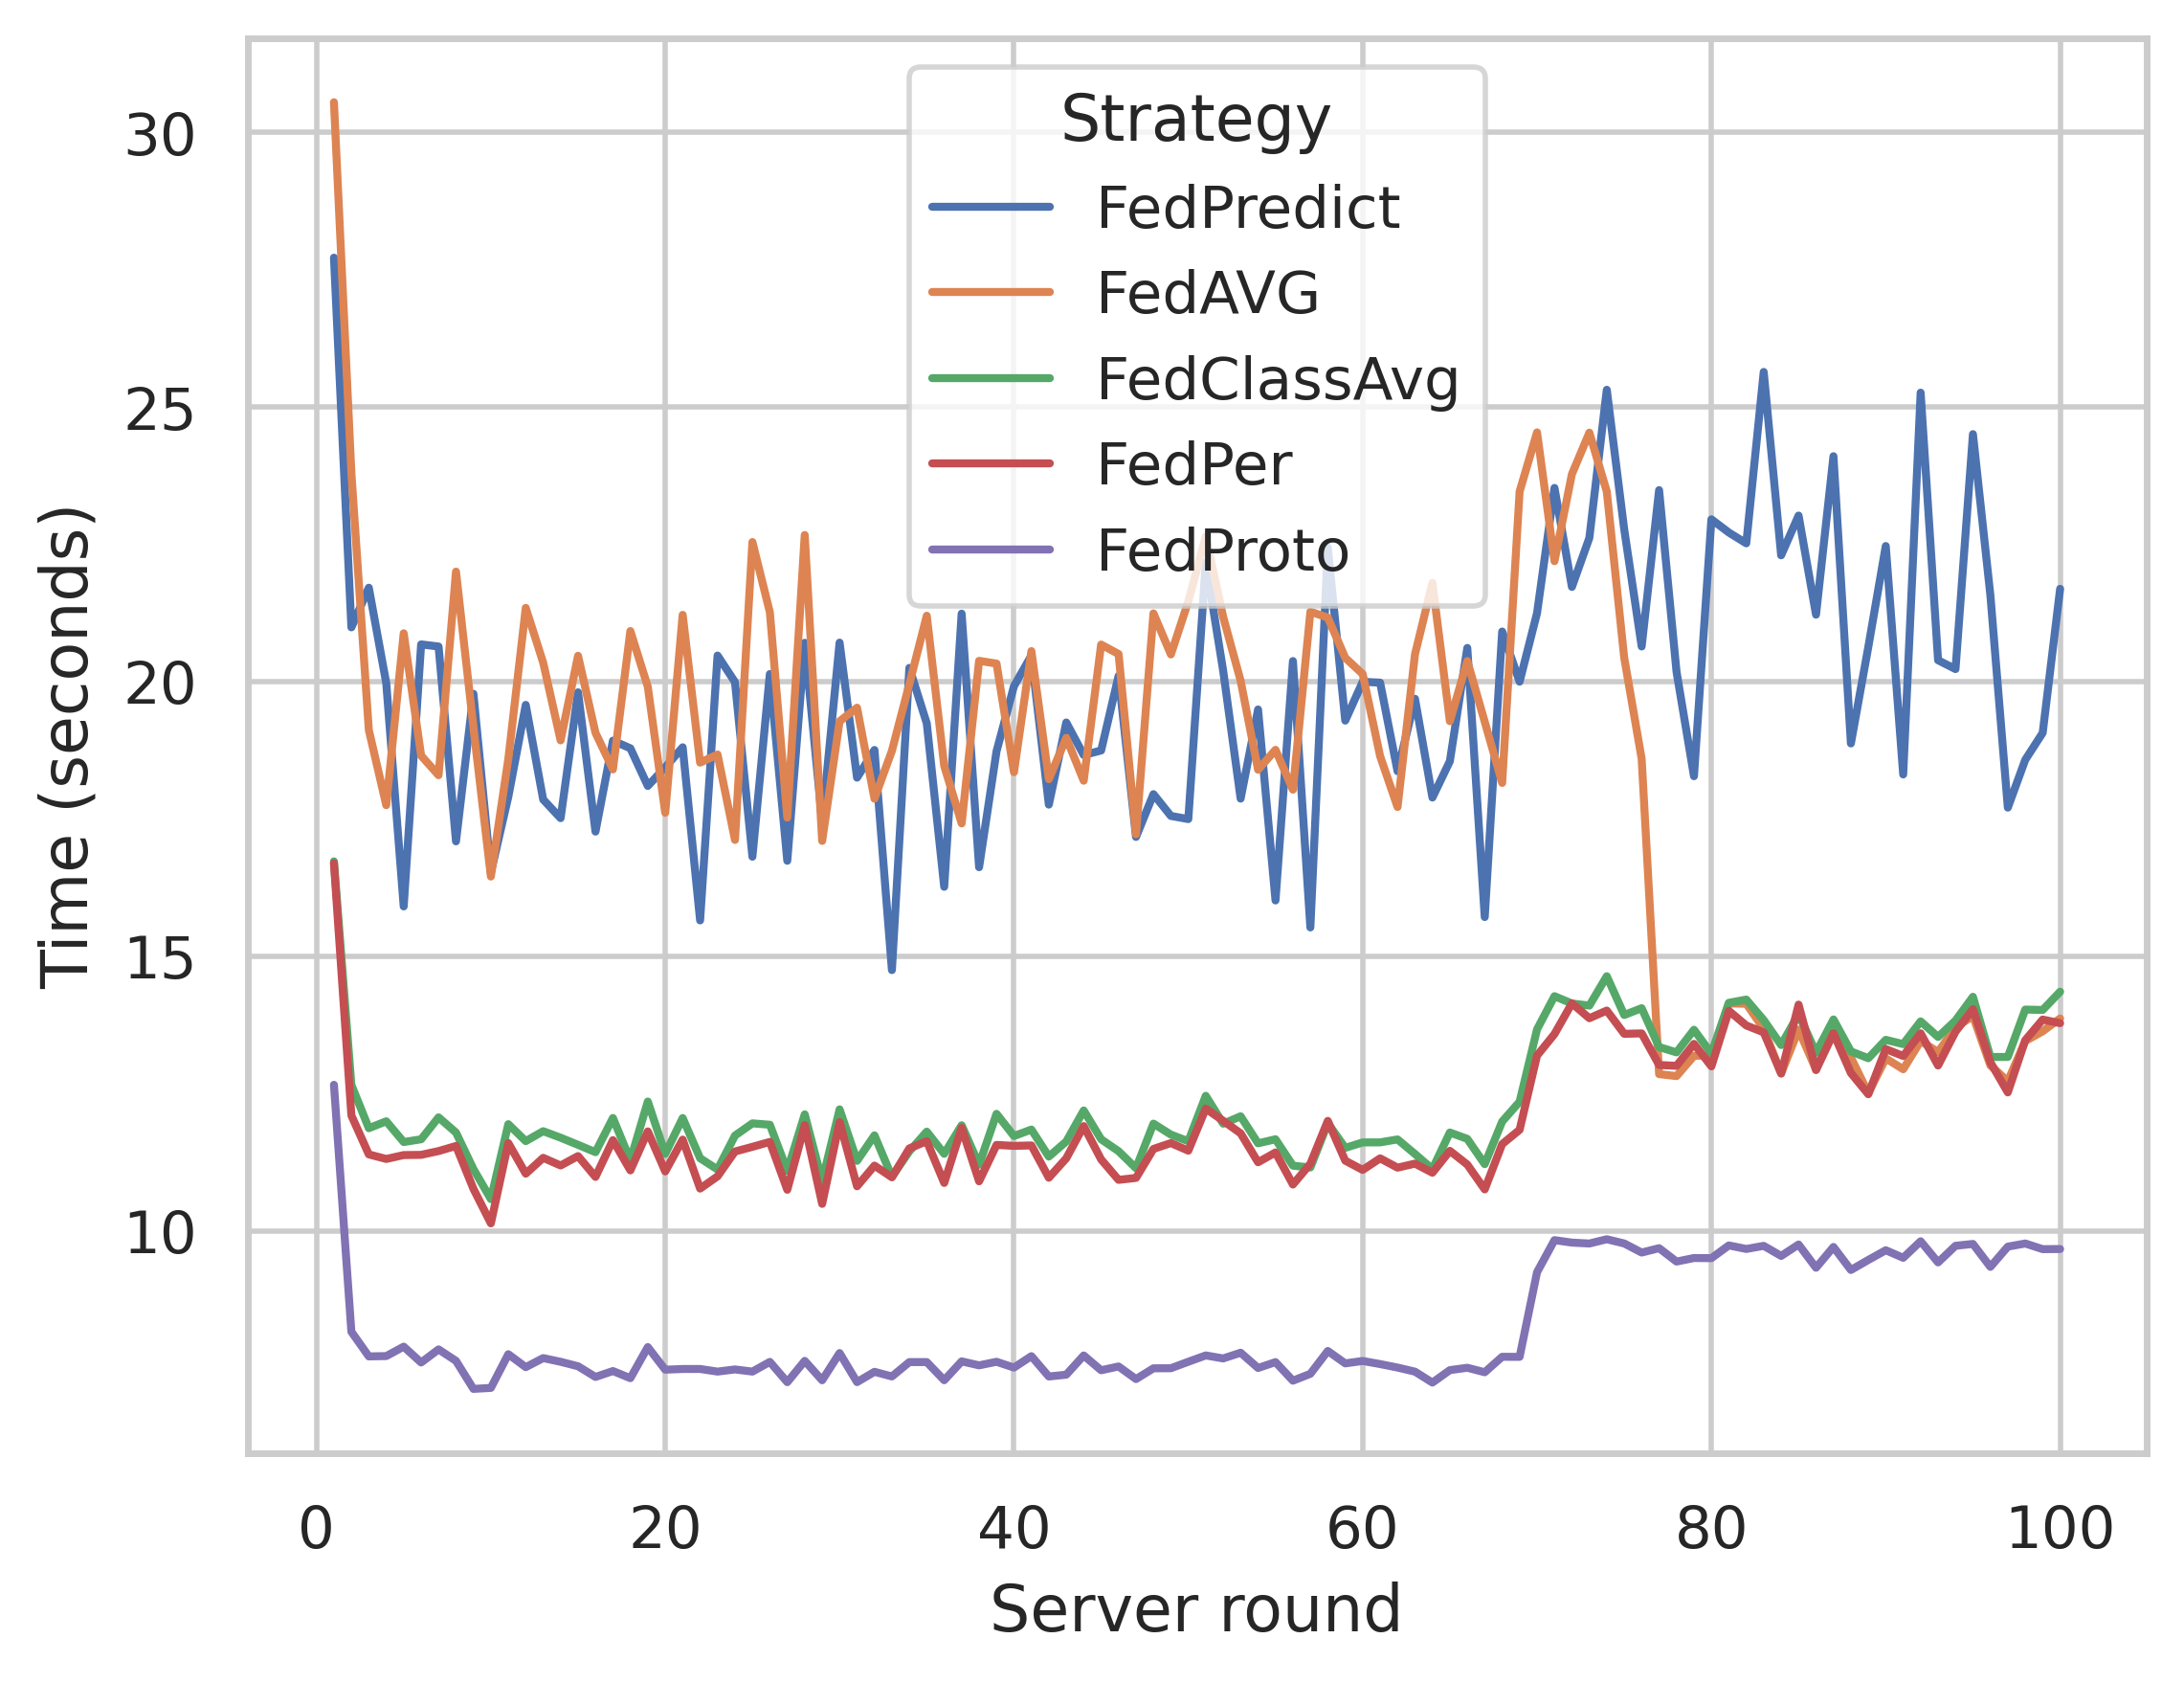 Strategy
FedPredict
FedAVG
FedClassAvg
FedPer
FedProto
30
25
20
15
10
Time (seconds)
0 20 40 60 80 100
Server round